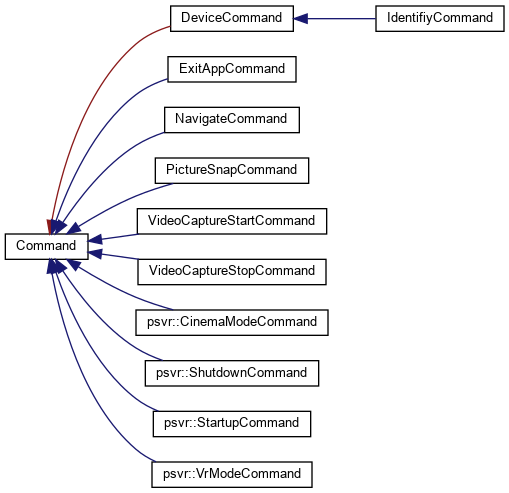 DeviceCommand
IdentifiyCommand
ExitAppCommand
NavigateCommand
PictureSnapCommand
VideoCaptureStartCommand
Command
VideoCaptureStopCommand
psvr::CinemaModeCommand
psvr::ShutdownCommand
psvr::StartupCommand
psvr::VrModeCommand